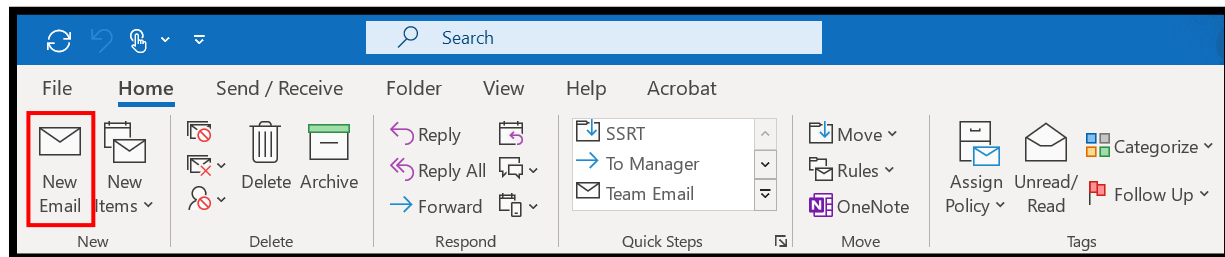 Search
File Home Send / Receive Folder View Help Acrobat
New Email
New Items
Delete
Archive
Reply
Reply All
Forward
SSRT
To Manager
Team Email
Move
Rules
OneNote
Assign Policy
Unread/ Read
Categorize
Follow Up
New Delete Respond Quick Steps Move Tags